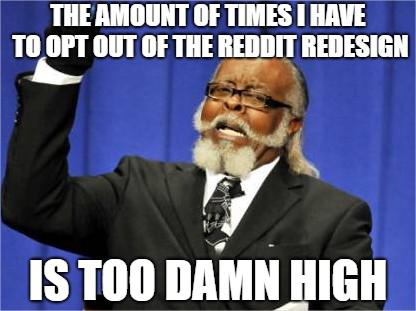 THE AMOUNT OF TIMES I HAVE
TO OPT OUT OF THE REDDIT REDESIGN
IS TOO DAMN HIGH